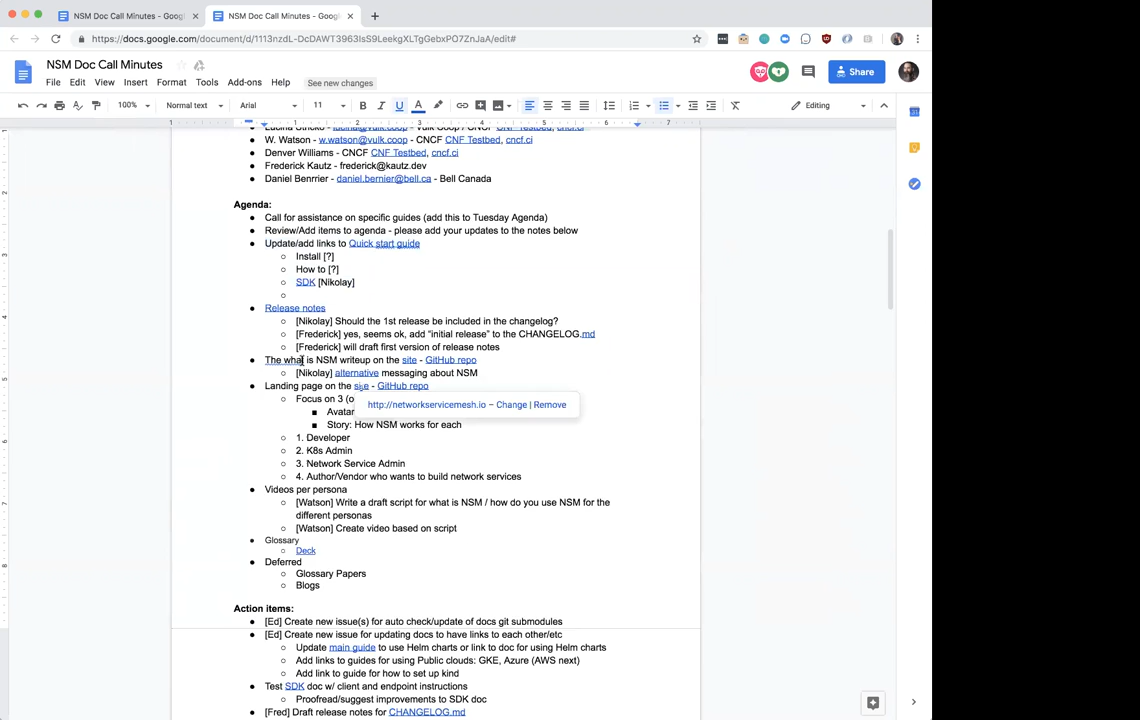 NSM Doc Call Minutes - Goog
NSM Doc Call Minutes - Goog
https://docs.google.com/document/d/1113nzdL-DcDAWT3963IsS9LeekgXLTgGebxPO7ZnJaA/edit#
NSM Doc Call Minutes
File Edit View Insert Format Tools Add-ons Help See new changes
Share
100% Normal text Arial 11 Editing
1 1 2 3 4 5 6 7
W. Watson - w.watson@vulk.coop - CNCF CNF Testbed, cncf.ci
Denver Williams - CNCF CNF Testbed, cncf.ci
Frederick Kautz - frederick@kautz.dev
Daniel Benrrier - daniel.bernier@bell.ca - Bell Canada
Agenda:
Call for assistance on specific guides (add this to Tuesday Agenda)
Review/Add items to agenda - please add your updates to the notes below
Update/add links to Quick start guide
Install [?]
How to [?]
SDK [Nikolay]
Release notes
[Nikolay] Should the 1st release be included in the changelog?
[Frederick] yes, seems ok, add “initial release” to the CHANGELOG.md
[Frederick] will draft first version of release notes
The what is NSM writeup on the site - GitHub repo
[Nikolay] alternative messaging about NSM
Landing page on the site - GitHub repo
Focus on 3 (o
http://networkservicemesh.io – Change | Remove
Avatar
Story: How NSM works for each
1. Developer
2. K8s Admin
3. Network Service Admin
4. Author/Vendor who wants to build network services
Videos per persona
[Watson] Write a draft script for what is NSM / how do you use NSM for the
different personas
[Watson] Create video based on script
Glossary
Deck
Deferred
Glossary Papers
Blogs
Action items:
[Ed] Create new issue(s) for auto check/update of docs git submodules
[Ed] Create new issue for updating docs to have links to each other/etc
Update main guide to use Helm charts or link to doc for using Helm charts
Add links to guides for using Public clouds: GKE, Azure (AWS next)
Add link to guide for how to set up kind
Test SDK doc w/ client and endpoint instructions
Proofread/suggest improvements to SDK doc
[Fred] Draft release notes for CHANGELOG.md